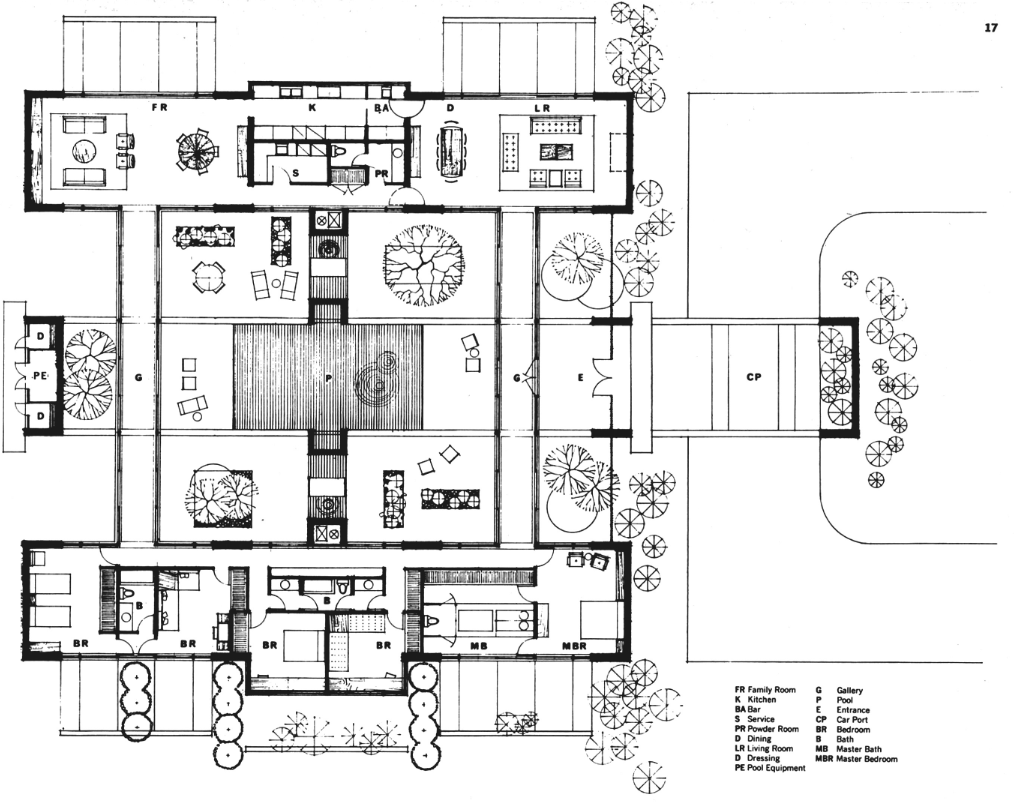 17
FR
K
BA
D
LR
S
PR
D
PE
D
G
P
G
E
CP
B
BR
BR
BR
B
BR
MB
MBR
FR Family Room
K Kitchen
BA Bar
S Service
PR Powder Room
D Dining
LR Living Room
D Dressing
PE Pool Equipment
G Gallery
P Pool
E Entrance
CP Car Port
BR Bedroom
B Bath
MB Master Bath
MBR Master Bedroom